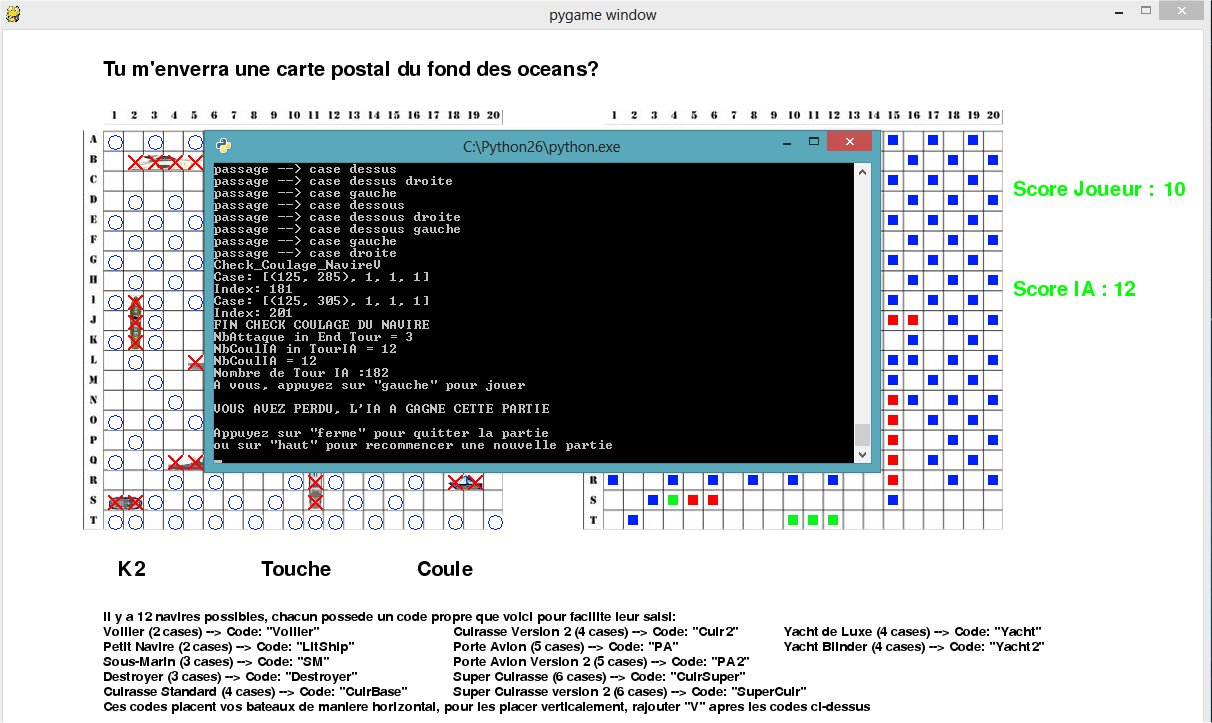 pygame window
Tu m'enverra une carte postal du fond des oceans?
1 2 3 4 5 6 7 8 9 10 11 12 13 14 15 16 17 18 19 20
1 2 3 4 5 6 7 8 9 10 11 12 13 14 15 16 17 18 19 20
A
B
C
D
E
F
G
H
I
J
K
L
M
N
O
P
Q
R
S
T
C:\Python26\python.exe
passage --> case dessus
passage --> case dessus droite
passage --> case gauche
passage --> case dessous
passage --> case dessous droite
passage --> case dessous gauche
passage --> case gauche
passage --> case droite
Check_Coulage_NavireV
Case: [(125, 285), 1, 1, 1]
Index: 181
Case: [(125, 305), 1, 1, 1]
Index: 201
FIN CHECK COULAGE DU NAVIRE
NbAttaque in End Tour = 3
NbCoulIA in TourIA = 12
NbCoulIA = 12
Nombre de Tour IA :182
A vous, appuyez sur "gauche" pour jouer
VOUS AVEZ PERDU, L'IA A GAGNE CETTE PARTIE
Appuyez sur "ferme" pour quitter la partie
ou sur "haut" pour recommencer une nouvelle partie
R
S
T
Score Joueur : 10
Score IA : 12
K2 Touche Coule
Il y a 12 navires possibles, chacun possede un code propre que voici pour facilite leur saisi:
Voilier (2 cases) --> Code: "Voilier"
Petit Navire (2 cases) --> Code: "LitShip"
Sous-Marin (3 cases) --> Code: "SM"
Destroyer (3 cases) --> Code: "Destroyer"
Cuirasse Standard (4 cases) --> Code: "CuirBase"
Cuirasse Version 2 (4 cases) --> Code: "Cuir2"
Porte Avion (5 cases) --> Code: "PA"
Porte Avion Version 2 (5 cases) --> Code: "PA2"
Super Cuirasse (6 cases) --> Code: "CuirSuper"
Super Cuirasse version 2 (6 cases) --> Code: "SuperCuir"
Yacht de Luxe (4 cases) --> Code: "Yacht"
Yacht Blinder (4 cases) --> Code: "Yacht2"
Ces codes placent vos bateaux de maniere horizontal, pour les placer verticalement, rajouter "V" apres les codes ci-dessus